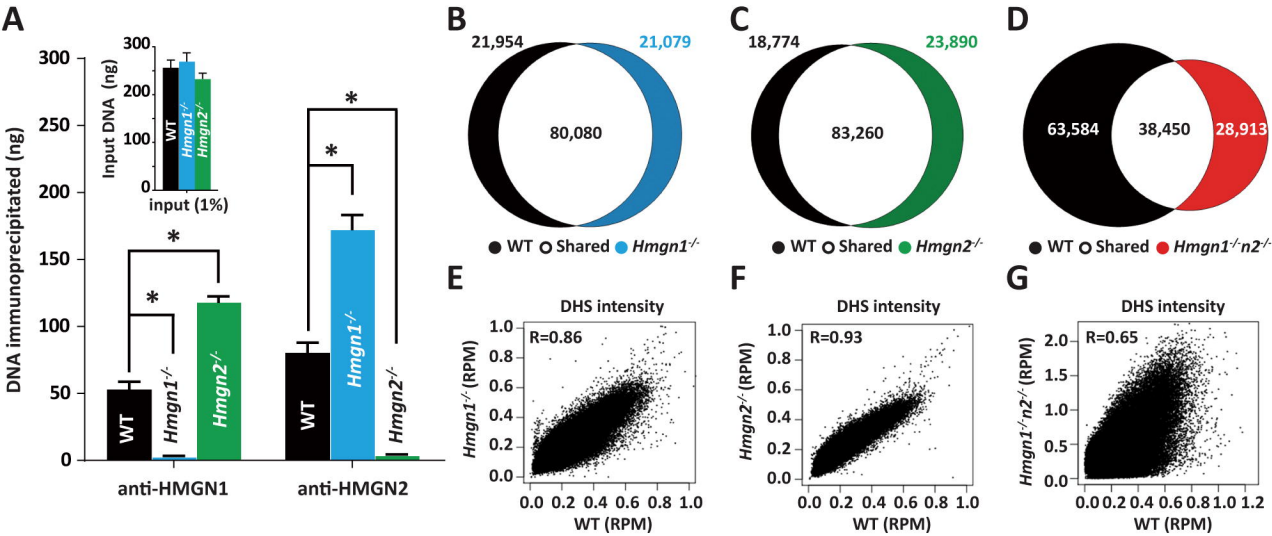 A
DNA immunoprecipitated (ng)
300
250
200
150
100
50
0
Input DNA (ng)
300
200
100
0
WT
Hmgn1-/-
Hmgn2-/-
input (1%)
*
*
*
*
WT
Hmgn1-/-
Hmgn2-/-
WT
Hmgn1-/-
Hmgn2-/-
anti-HMGN1
anti-HMGN2
B
21,954
21,079
80,080
WT Shared Hmgn1-/-
C
18,774
23,890
83,260
WT Shared Hmgn2-/-
D
63,584
38,450
28,913
WT Shared Hmgn1-/-n2-/-
E
DHS intensity
R=0.86
Hmgn1-/- (RPM)
1.0
0.8
0.6
0.4
0.2
0.0
0.0 0.2 0.4 0.6 0.8 1.0
WT (RPM)
F
DHS intensity
R=0.93
Hmgn2-/- (RPM)
1.0
0.8
0.6
0.4
0.2
0.0
0.0 0.2 0.4 0.6 0.8 1.0
WT (RPM)
G
DHS intensity
R=0.65
Hmgn1-/-n2-/- (RPM)
2.0
1.5
1.0
0.5
0.0
0.0 0.2 0.4 0.6 0.8 1.0 1.2
WT (RPM)